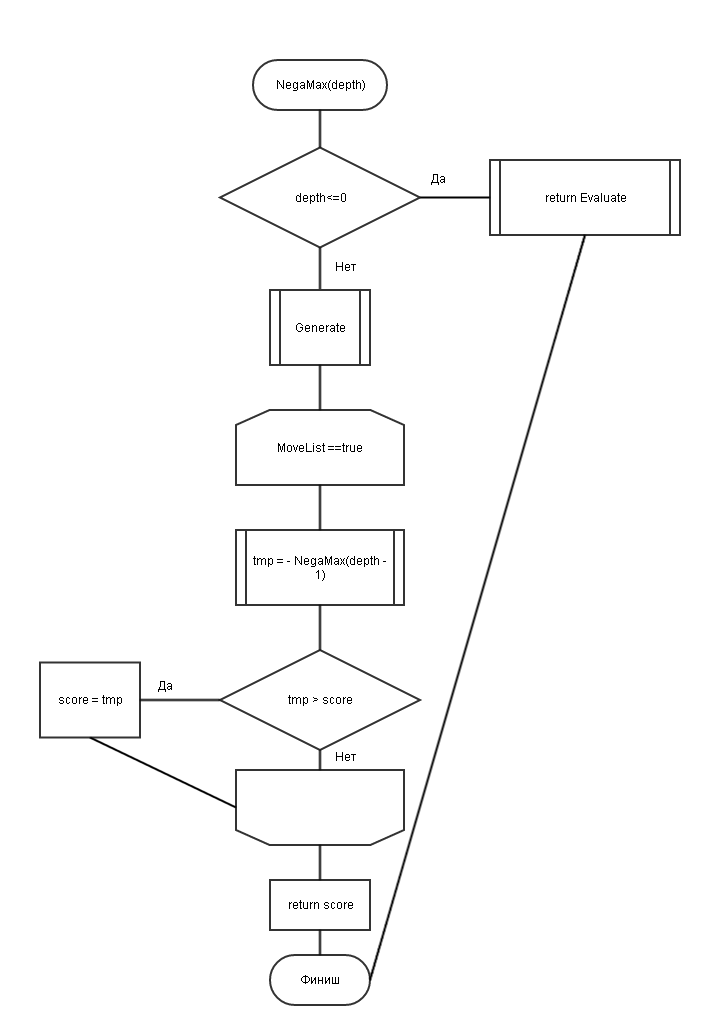 NegaMax(depth)
depth<=0
Да
return Evaluate
Нет
Generate
MoveList ==true
tmp = - NegaMax(depth -
1)
tmp > score
Да
score = tmp
Нет
return score
Финиш